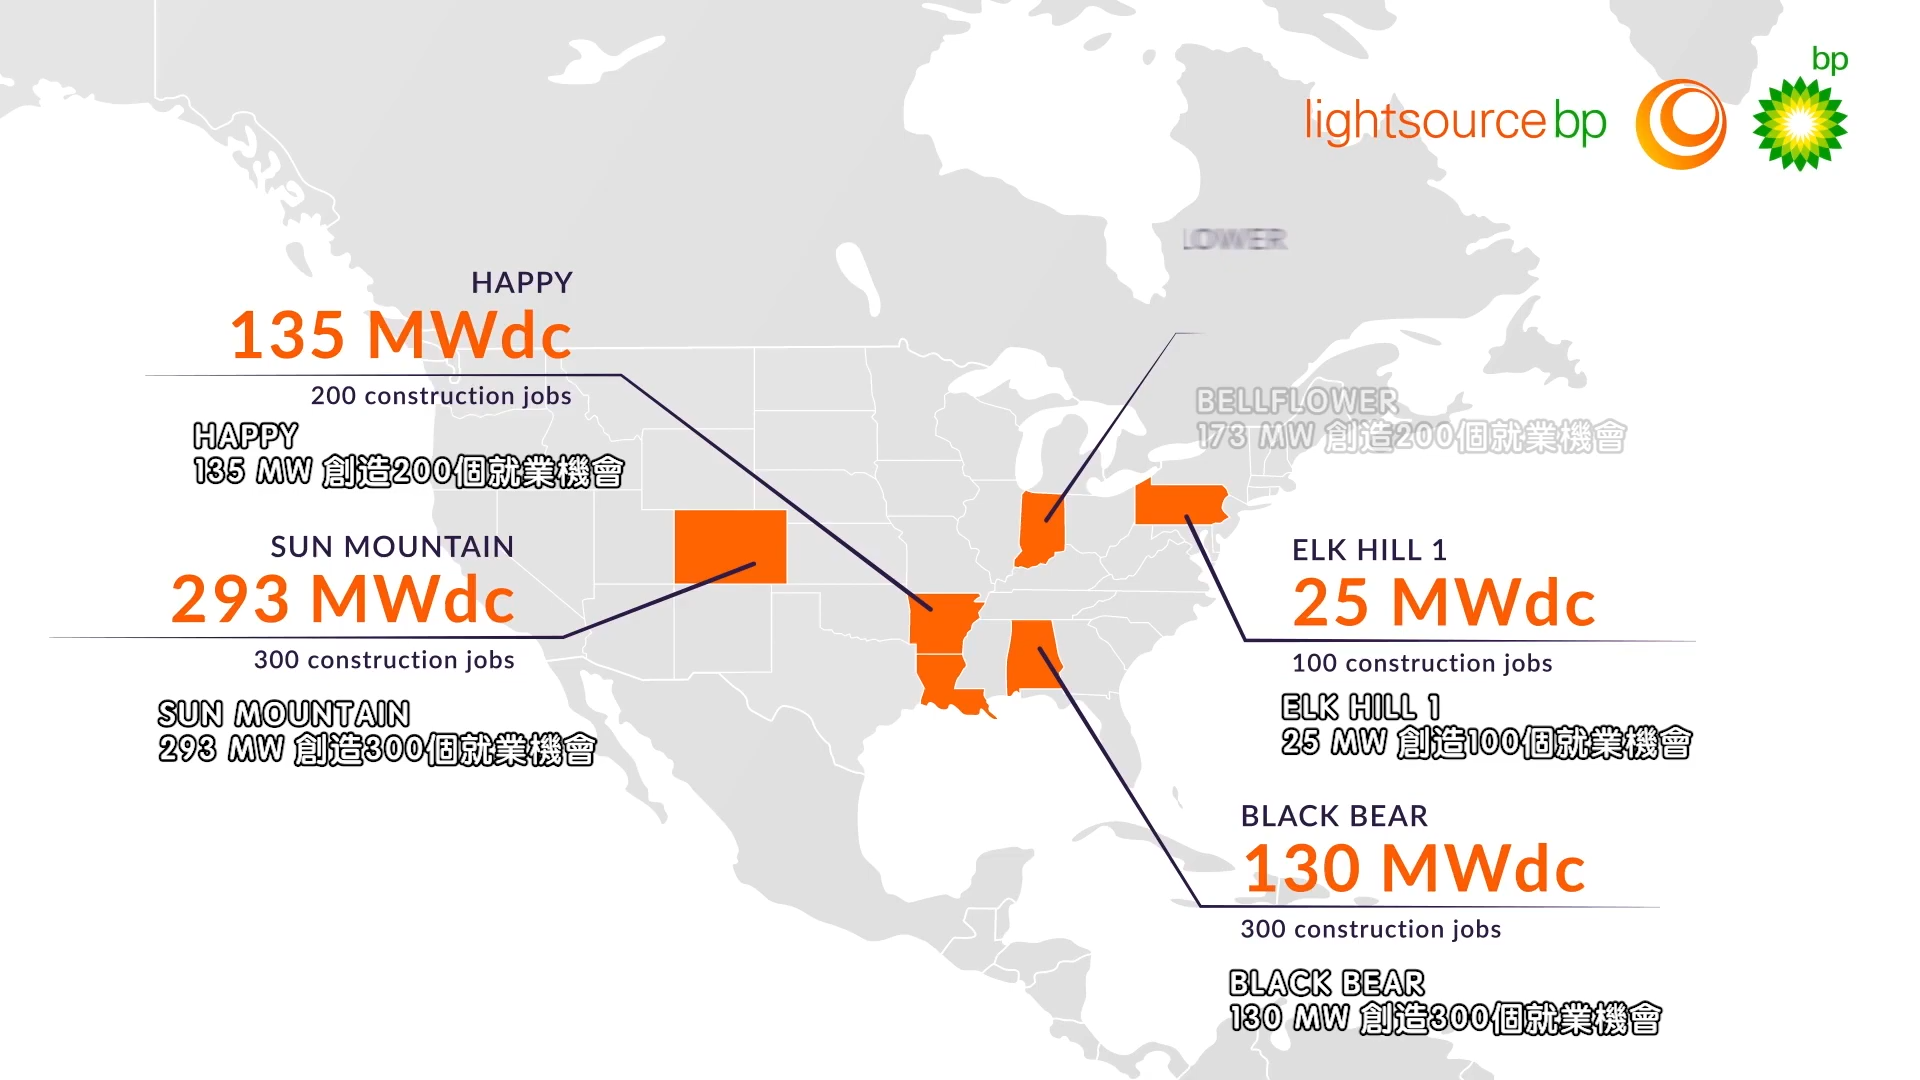 bp
lightsourcebp
LOWER
HAPPY
135 MWdc
200 construction jobs
HAPPY
135 MW 創造200個就業機會
BELLFLOWER
173 MW 創造200個就業機會
SUN MOUNTAIN
293 MWdc
300 construction jobs
SUN MOUNTAIN
293 MW 創造300個就業機會
ELK HILL 1
25 MWdc
100 construction jobs
ELK HILL 1
25 MW 創造100個就業機會
BLACK BEAR
130 MWdc
300 construction jobs
BLACK BEAR
130 MW 創造300個就業機會